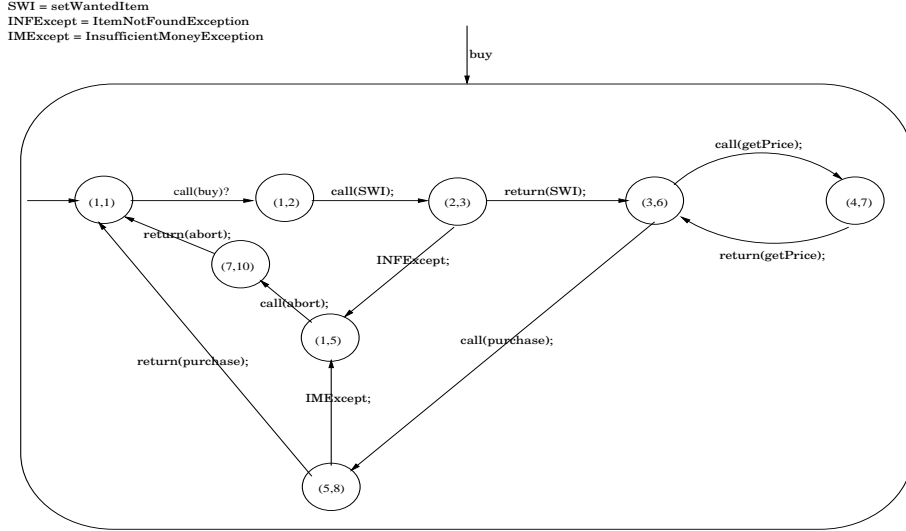 SWI = setWantedItem
INFExcept = ItemNotFoundException
IMExcept = InsufficientMoneyException
buy
call(getPrice);
call(buy)?
call(SWI);
return(SWI);
(1,1)
(1,2)
(2,3)
(3,6)
(4,7)
return(abort);
return(getPrice);
INFExcept;
(7,10)
call(abort);
(1,5)
call(purchase);
return(purchase);
IMExcept;
(5,8)